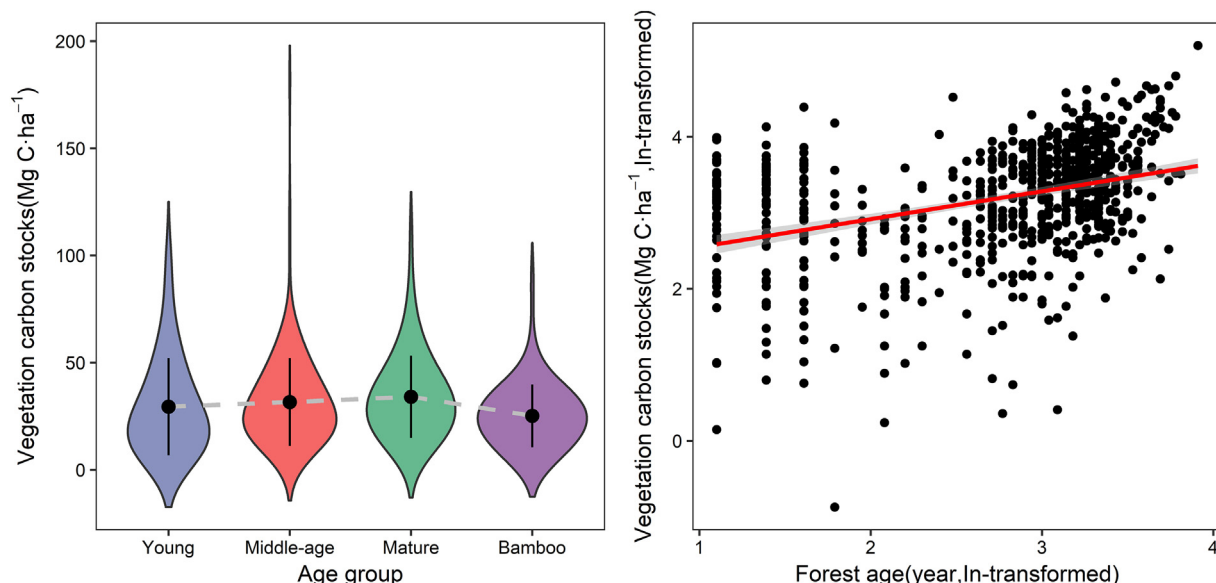 Vegetation carbon stocks(Mg C·ha⁻¹)
200
150
100
50
0
Young Middle-age Mature Bamboo
Age group
Vegetation carbon stocks(Mg C·ha⁻¹,ln-transformed)
4
2
0
1 2 3 4
Forest age(year,ln-transformed)